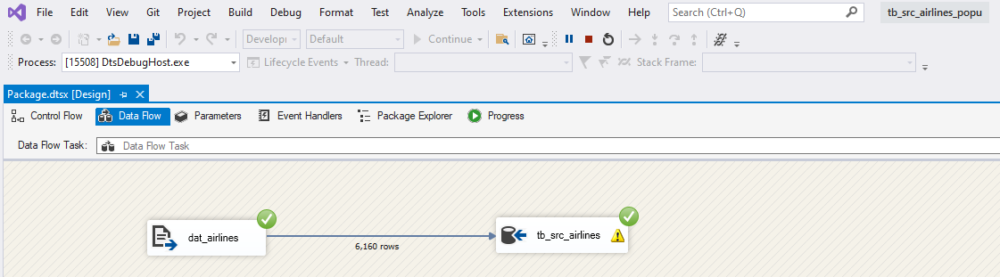 File Edit View Git Project Build Debug Format Test Analyze Tools Extensions Window Help Search (Ctrl+Q) tb_src_airlines_popu
Develop Default Continue
Process: [15508] DtsDebugHost.exe Lifecycle Events Thread: Stack Frame:
Package.dtsx [Design]
Control Flow Data Flow Parameters Event Handlers Package Explorer Progress
Data Flow Task: Data Flow Task
dat_airlines tb_src_airlines
6,160 rows